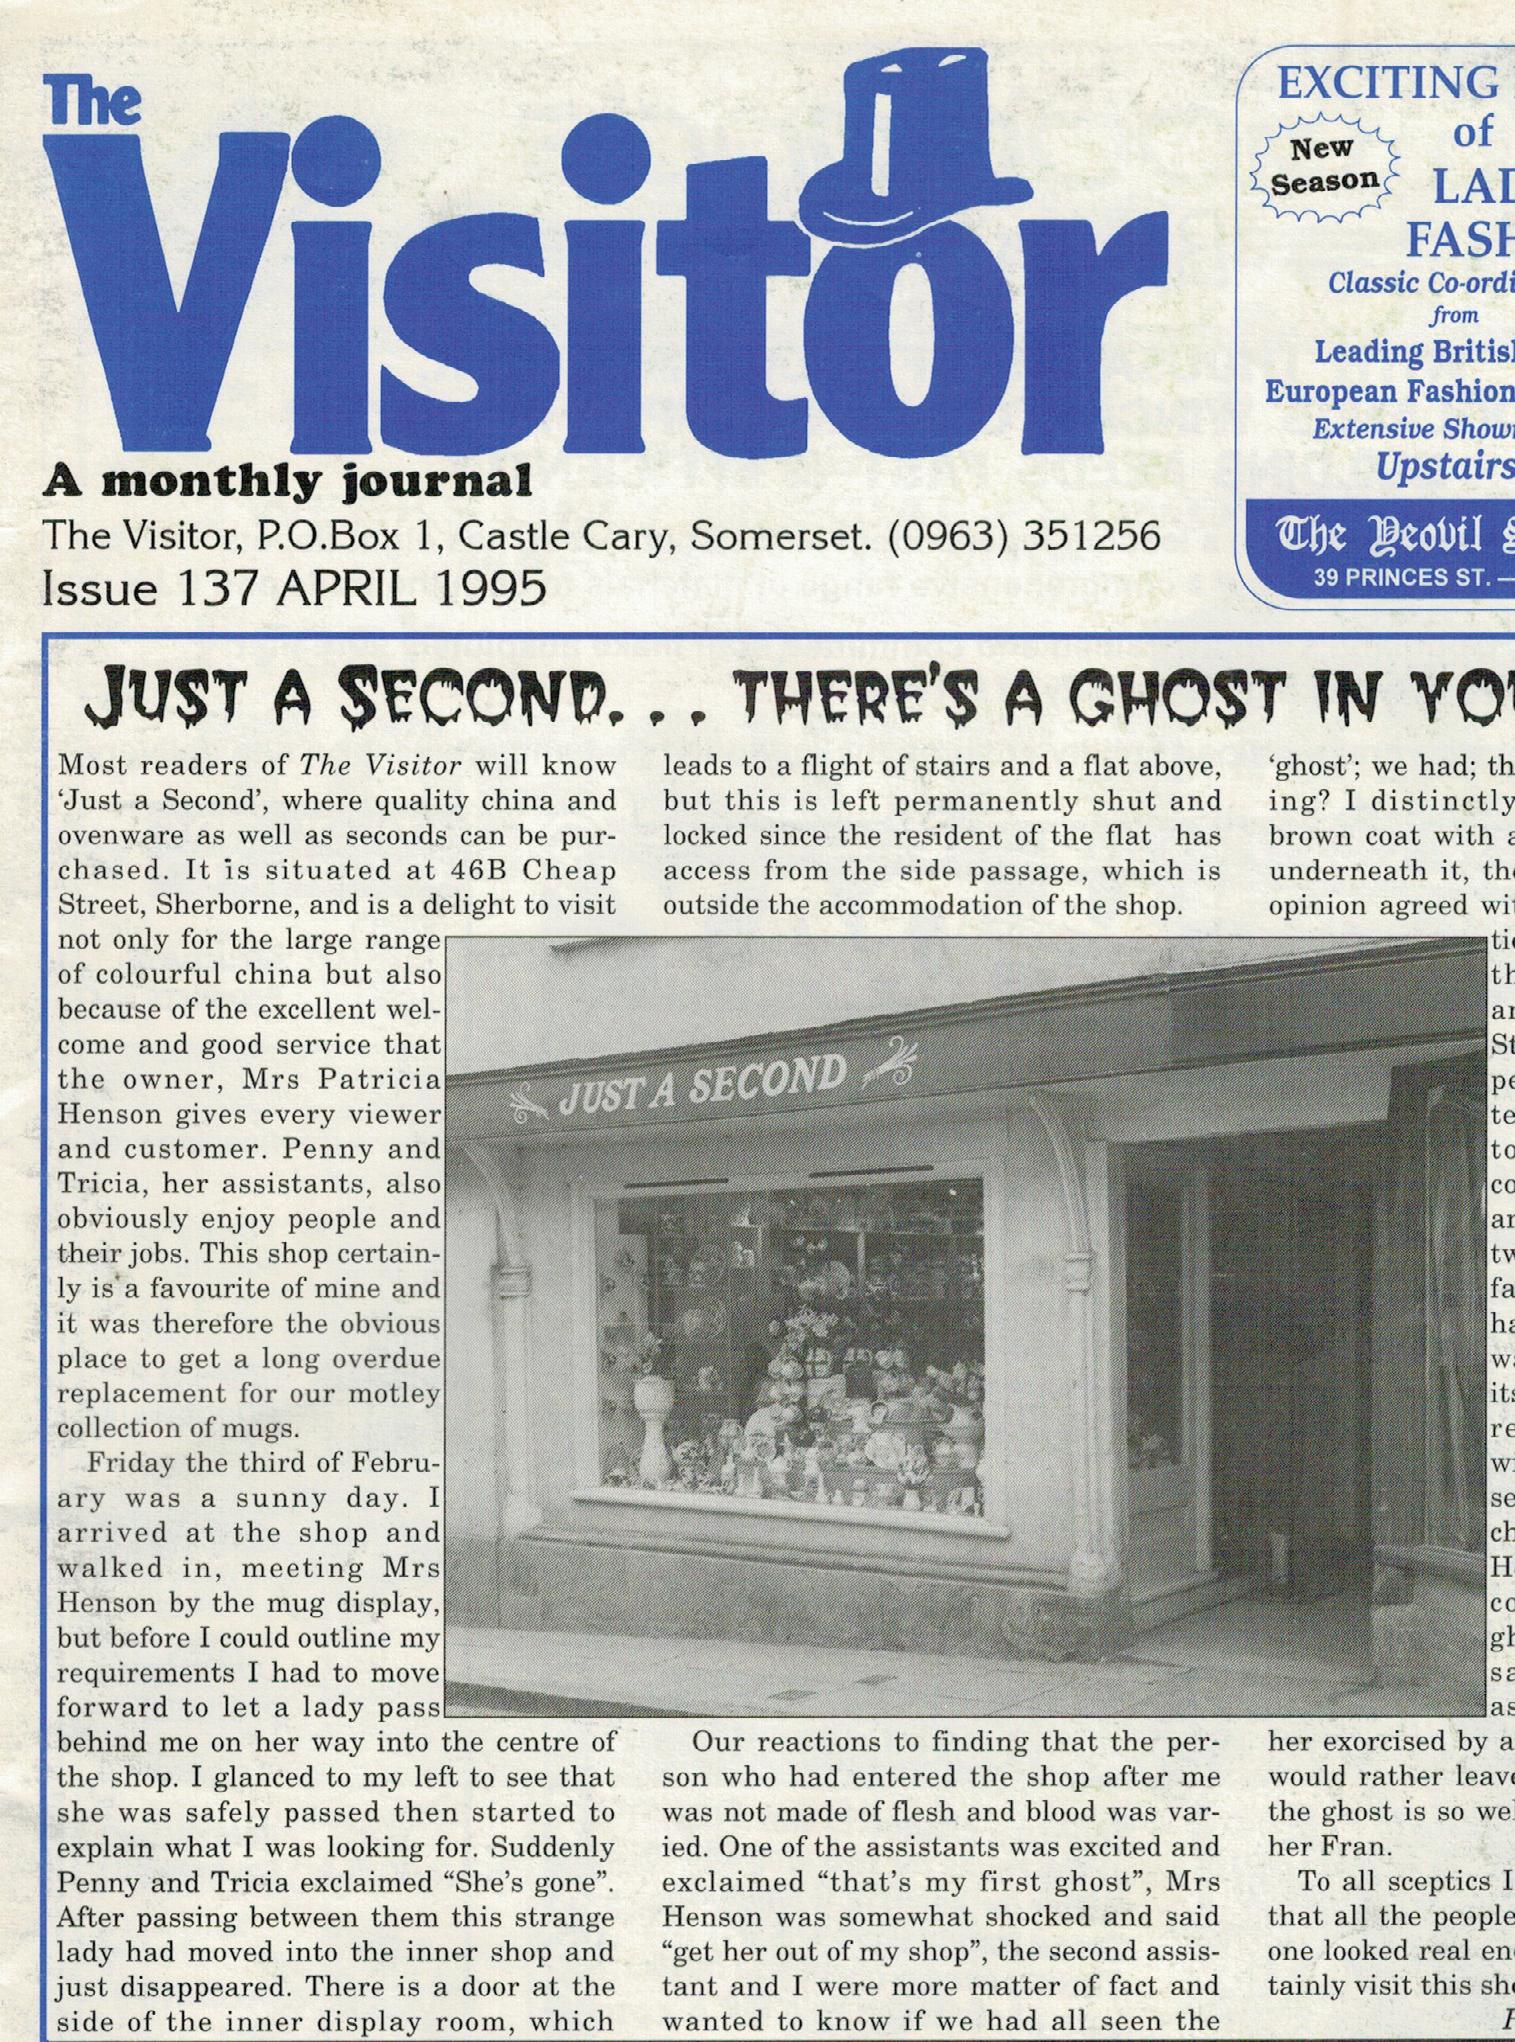 The
Visitor
A monthly journal
The Visitor, P.O.Box 1, Castle Cary, Somerset. (0963) 351256
Issue 137 APRIL 1995
EXCITING
of
New
Season
Classic
from
Leading
European
Extensive
Upstairs
The Yeovil
39 PRINCES ST. —
JUST A SECOND. . . THERE'S A GHOST IN
Most readers of The Visitor will know
‘Just a Second’, where quality china and
ovenware as well as seconds can be pur-
chased. It is situated at 46B Cheap
Street, Sherborne, and is a delight to visit
not only for the large range
of colourful china but also
because of the excellent wel-
come and good service that
the owner, Mrs Patricia
Henson gives every viewer
and customer. Penny and
Tricia, her assistants, also
obviously enjoy people and
their jobs. This shop certain-
ly is a favourite of mine and
it was therefore the obvious
place to get a long overdue
replacement for our motley
collection of mugs.
Friday the third of Febru-
ary was a sunny day. I
arrived at the shop and
walked in, meeting Mrs
Henson by the mug display,
but before I could outline my
requirements I had to move
forward to let a lady pass
behind me on her way into the centre of
the shop. I glanced to my left to see that
she was safely passed then started to
explain what I was looking for. Suddenly
Penny and Tricia exclaimed “She's gone”.
After passing between them this strange
lady had moved into the inner shop and
just disappeared. There is a door at the
side of the inner display room, which
leads to a flight of stairs and a flat above,
but this is left permanently shut and
locked since the resident of the flat has
access from the side passage, which is
outside the accommodation of the shop.
JUST A SECOND
Our reactions to finding that the per-
son who had entered the shop after me
was not made of flesh and blood was var-
ied. One of the assistants was excited and
exclaimed “that's my first ghost”, Mrs
Henson was somewhat shocked and said
“get her out of my shop”, the second assis-
tant and I were more matter of fact and
wanted to know if we had all seen the
‘ghost’; we had;
ing? I distinctly
brown coat with
underneath it,
opinion agreed
her exorcised by a
would rather
the ghost is so
her Fran.
To all sceptics I
that all the people
one looked real
tainly visit this